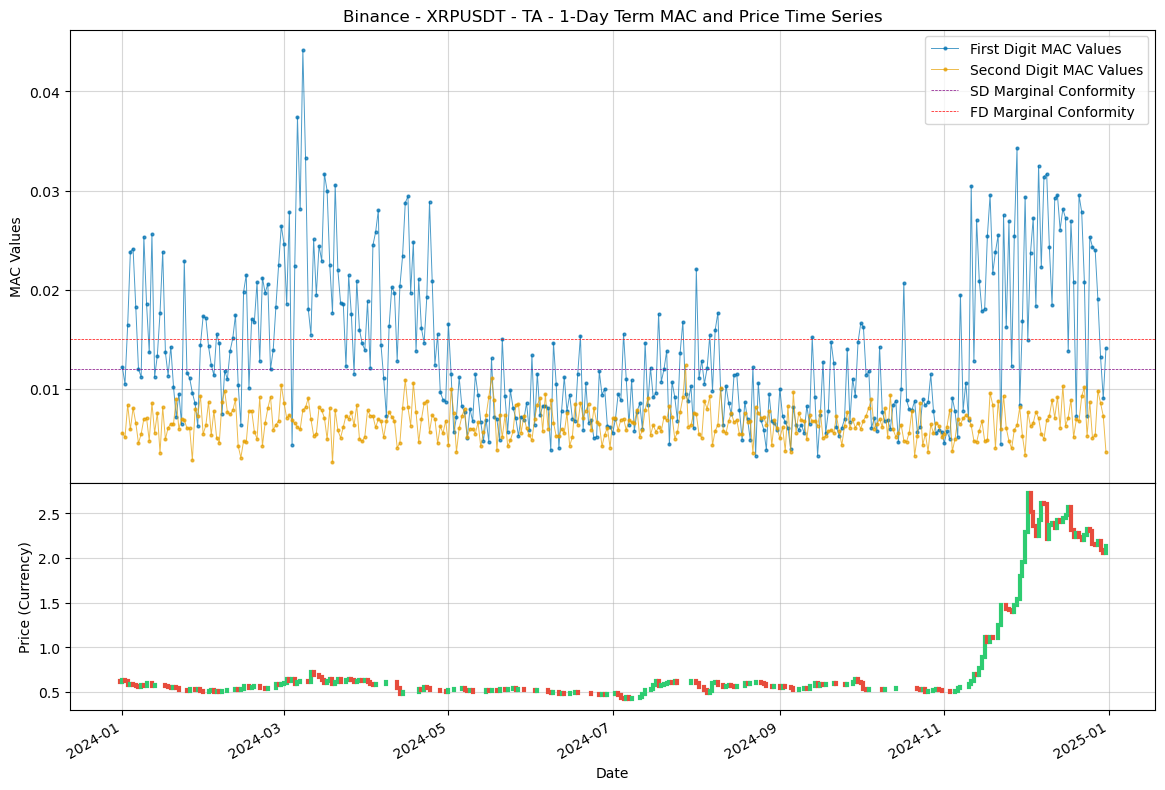 Binance - XRPUSDT - TA - 1-Day Term MAC and Price Time Series
First Digit MAC Values
Second Digit MAC Values
SD Marginal Conformity
FD Marginal Conformity
MAC Values
0.04
0.03
0.02
0.01
Price (Currency)
2.5
2.0
1.5
1.0
0.5
2024-01
2024-03
2024-05
2024-07
2024-09
2024-11
2025-01
Date